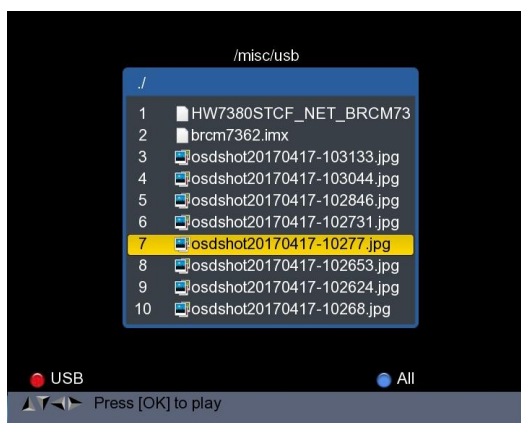 /misc/usb
./
1 HW7380STCF_NET_BRCM73
2 brcm7362.imx
3 osdshot20170417-103133.jpg
4 osdshot20170417-103044.jpg
5 osdshot20170417-102846.jpg
6 osdshot20170417-102731.jpg
7 osdshot20170417-10277.jpg
8 osdshot20170417-102653.jpg
9 osdshot20170417-102624.jpg
10 osdshot20170417-10268.jpg
USB All
Press [OK] to play